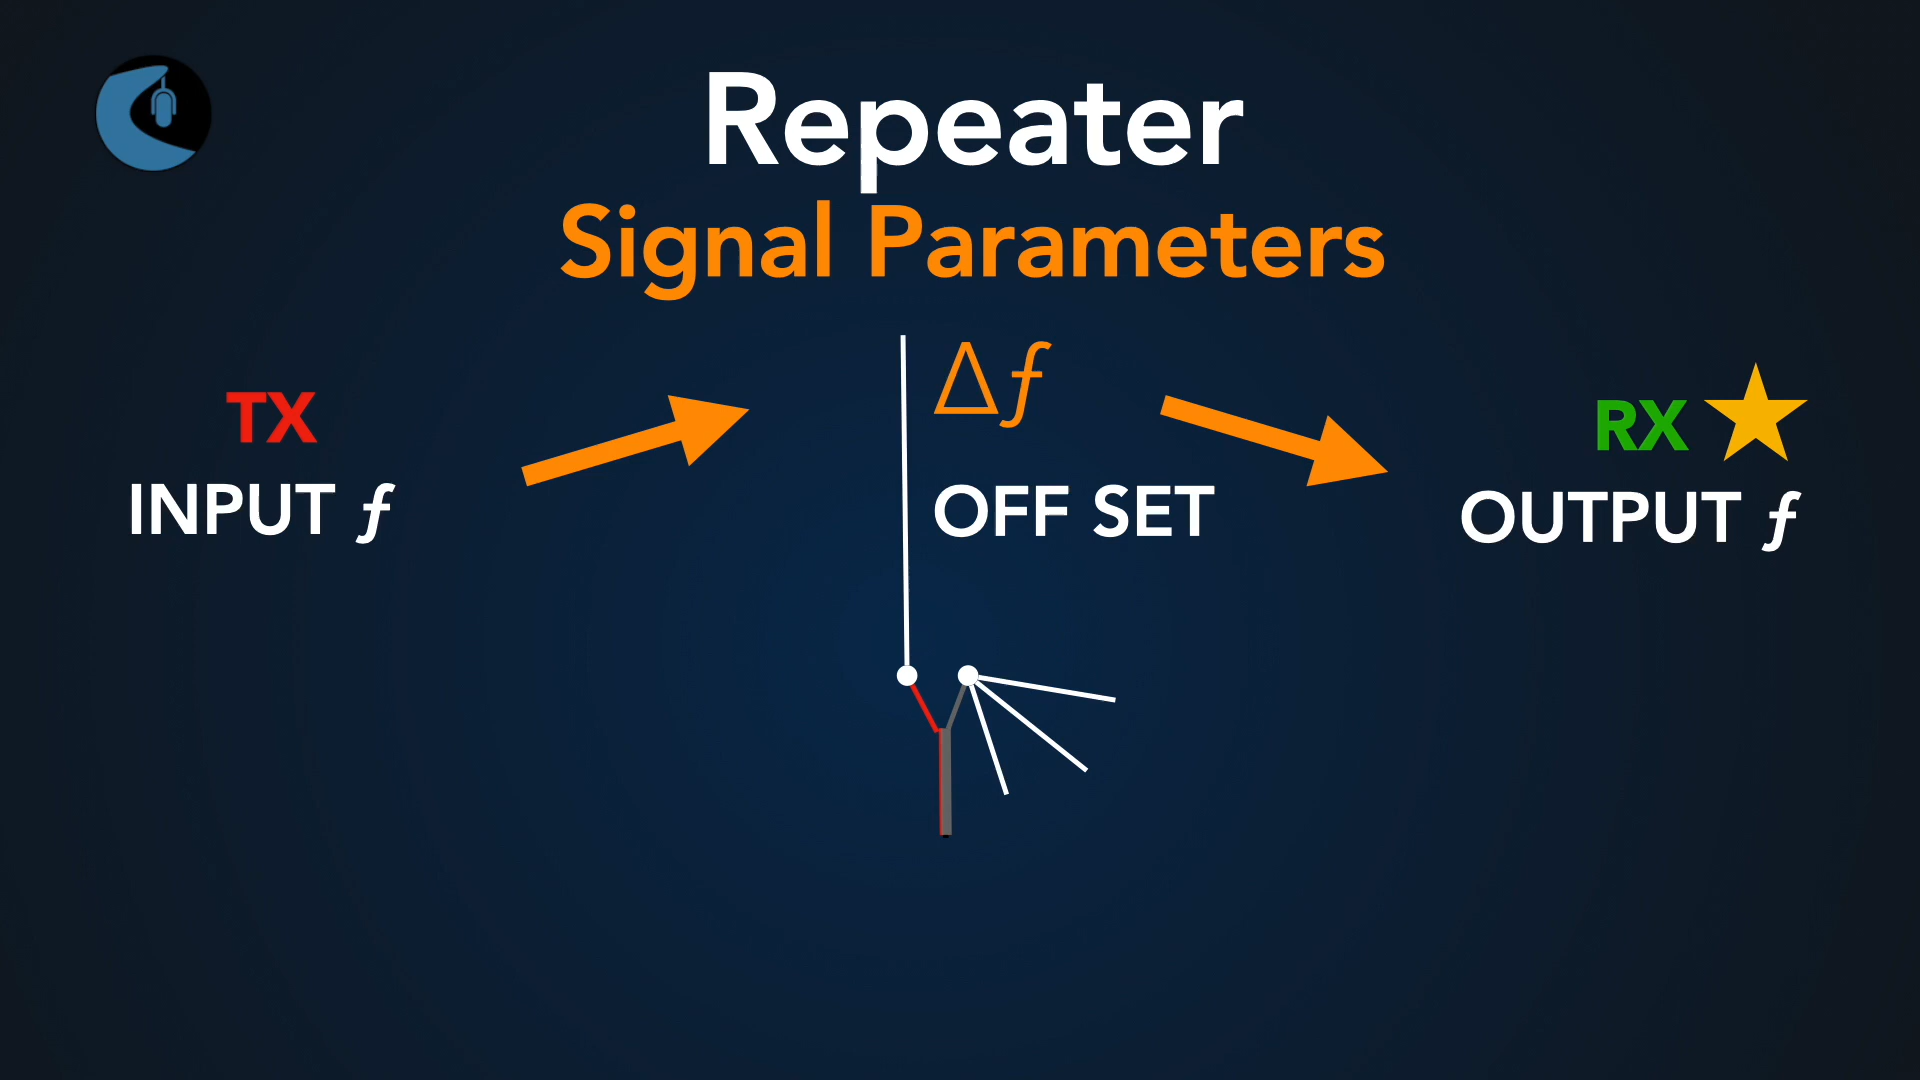 Repeater
Signal Parameters
Δƒ
TX
RX
INPUT ƒ
OFF SET
OUTPUT ƒ